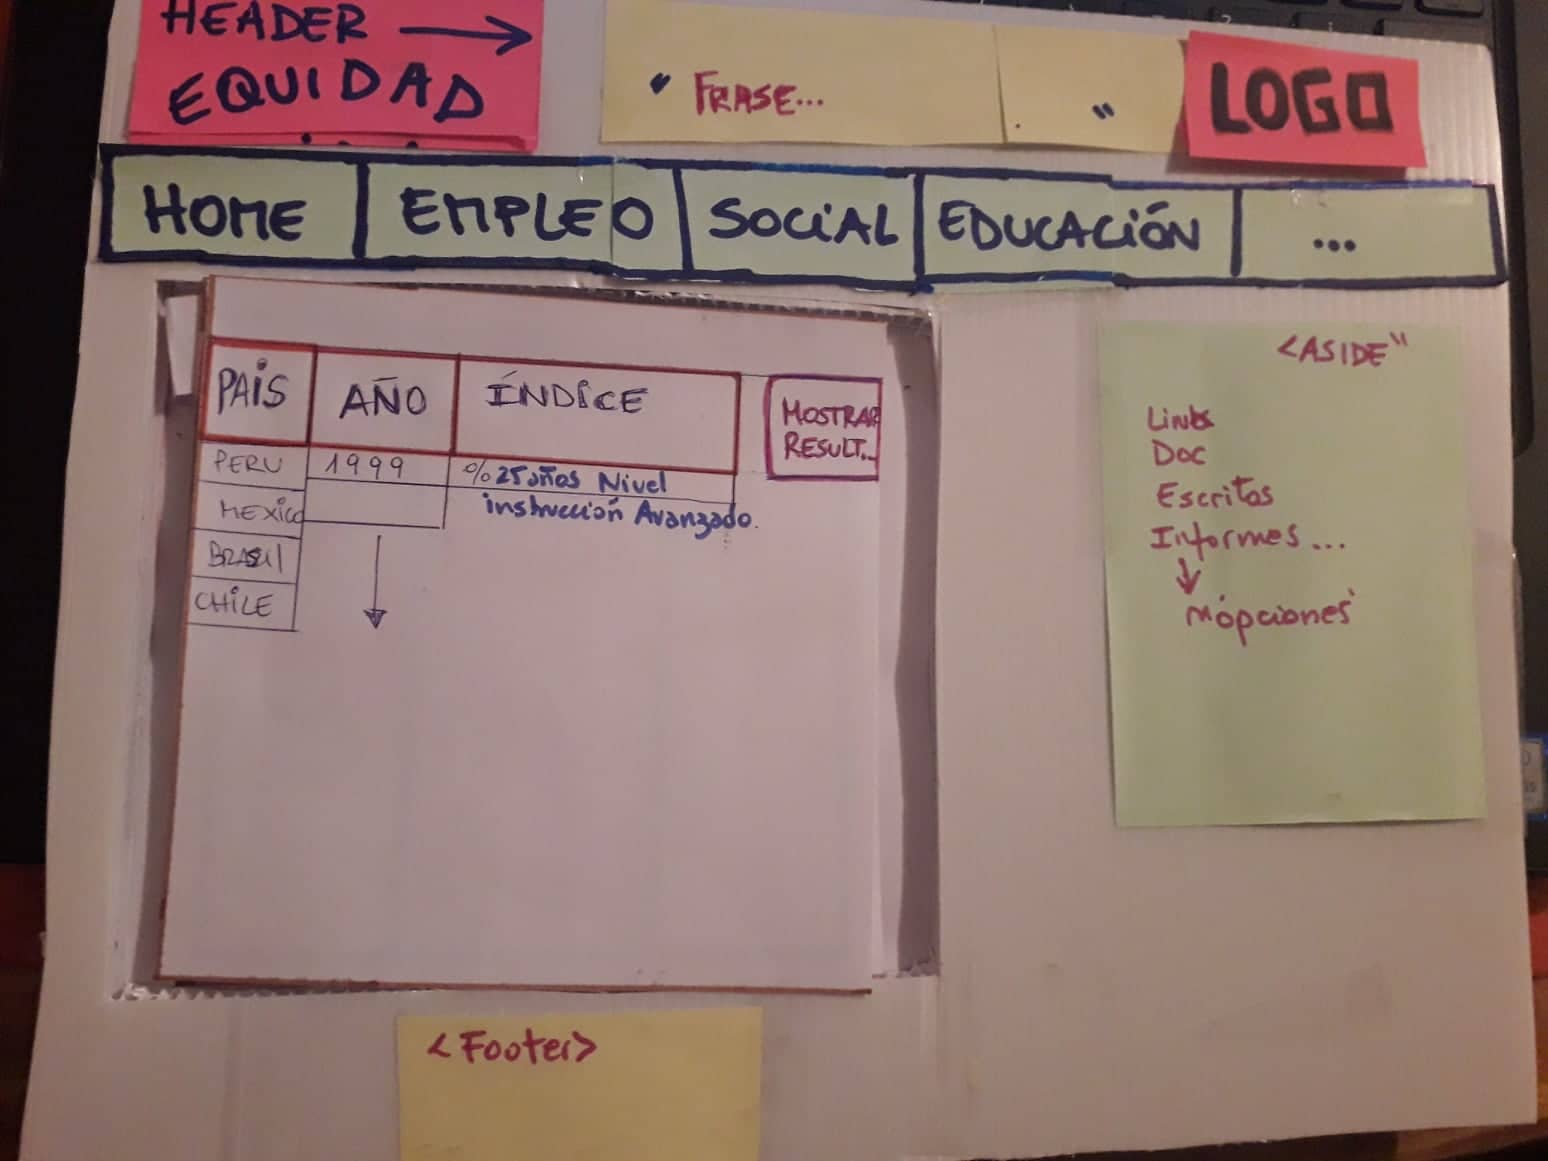 HEADER →
EQUIDAD
" FRASE... "
LOGO
HOME
EMPLEO
SOCIAL
EDUCACIÓN
...
PAIS
AÑO
ÍNDICE
MOSTRAR
RESULT...
PERU
1999
% 25 años Nivel
instrucción Avanzado.
MEXICO
BRASIL
CHILE
<ASIDE"
Links
Doc
Escritos
Informes...
↓
"opciones"
<Footer>